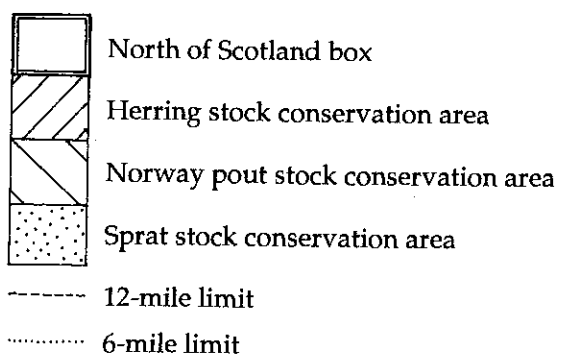 North of Scotland box
Herring stock conservation area
Norway pout stock conservation area
Sprat stock conservation area
12-mile limit
6-mile limit